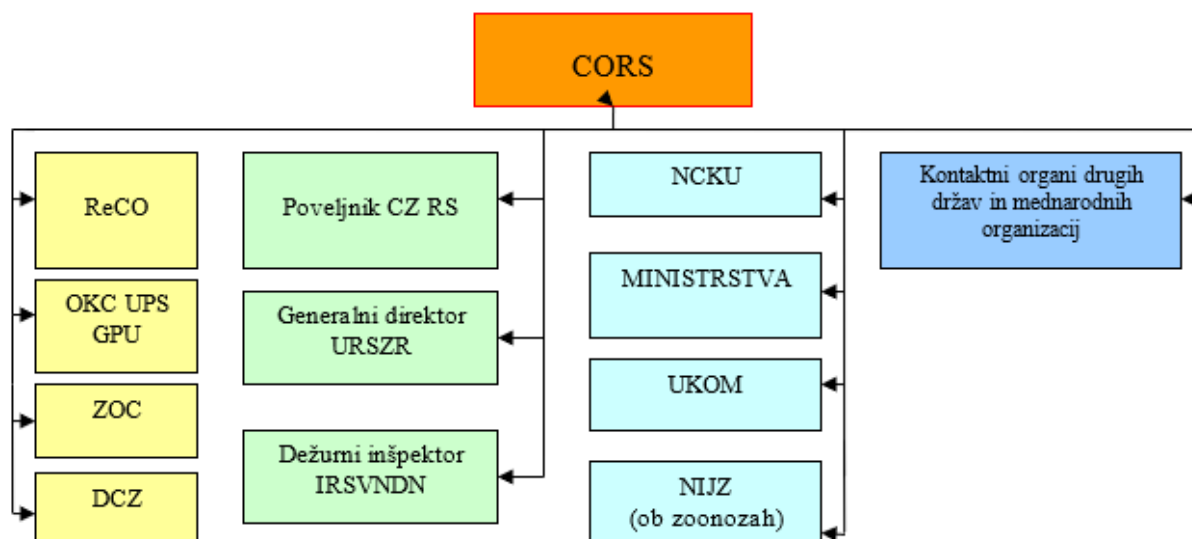 CORS
ReCO
OKC UPS
GPU
ZOC
DCZ
Poveljnik CZ RS
Generalni direktor
URSZR
Dežurni inšpektor
IRSVNDN
NCKU
MINISTRSTVA
UKOM
NIJZ
(ob zoonozah)
Kontaktni organi drugih
držav in mednarodnih
organizacij